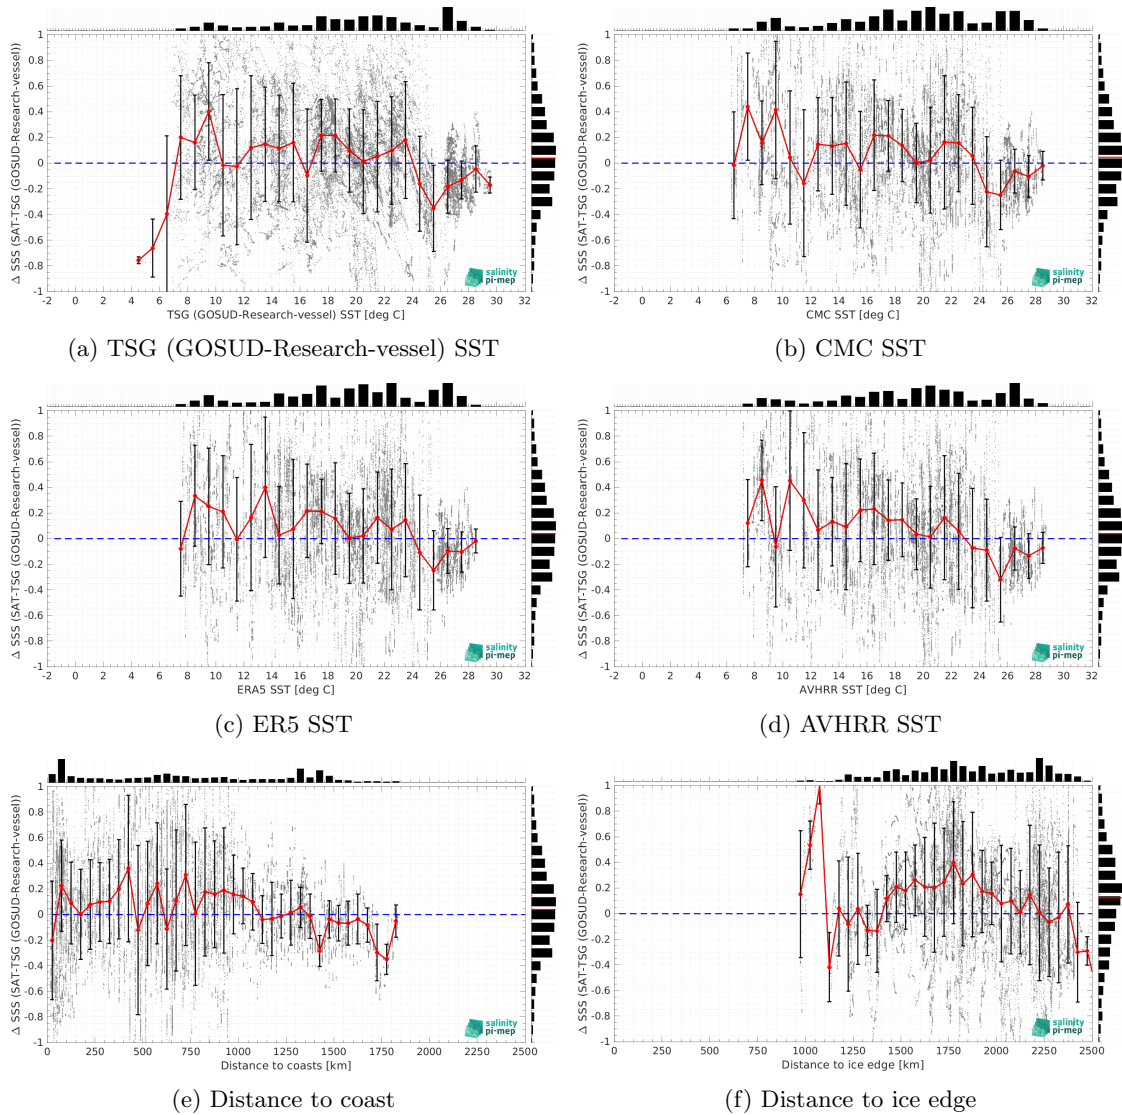 1
0.8
0.6
0.4
0.2
0
-0.2
-0.4
-0.6
-0.8
-1
Δ SSS (SAT-TSG (GOSUD-Research-vessel))
salinity
pi-mep
-2 0 2 4 6 8 10 12 14 16 18 20 22 24 26 28 30 32
TSG (GOSUD-Research-vessel) SST [deg C]
(a) TSG (GOSUD-Research-vessel) SST
1
0.8
0.6
0.4
0.2
0
-0.2
-0.4
-0.6
-0.8
-1
Δ SSS (SAT-TSG (GOSUD-Research-vessel))
salinity
pi-mep
-2 0 2 4 6 8 10 12 14 16 18 20 22 24 26 28 30 32
CMC SST [deg C]
(b) CMC SST
1
0.8
0.6
0.4
0.2
0
-0.2
-0.4
-0.6
-0.8
-1
Δ SSS (SAT-TSG (GOSUD-Research-vessel))
salinity
pi-mep
-2 0 2 4 6 8 10 12 14 16 18 20 22 24 26 28 30 32
ERA5 SST [deg C]
(c) ER5 SST
1
0.8
0.6
0.4
0.2
0
-0.2
-0.4
-0.6
-0.8
-1
Δ SSS (SAT-TSG (GOSUD-Research-vessel))
salinity
pi-mep
-2 0 2 4 6 8 10 12 14 16 18 20 22 24 26 28 30 32
AVHRR SST [deg C]
(d) AVHRR SST
1
0.8
0.6
0.4
0.2
0
-0.2
-0.4
-0.6
-0.8
-1
Δ SSS (SAT-TSG (GOSUD-Research-vessel))
salinity
pi-mep
0 250 500 750 1000 1250 1500 1750 2000 2250 2500
Distance to coasts [km]
(e) Distance to coast
1
0.8
0.6
0.4
0.2
0
-0.2
-0.4
-0.6
-0.8
-1
Δ SSS (SAT-TSG (GOSUD-Research-vessel))
salinity
pi-mep
0 250 500 750 1000 1250 1500 1750 2000 2250 2500
Distance to ice edge [km]
(f) Distance to ice edge